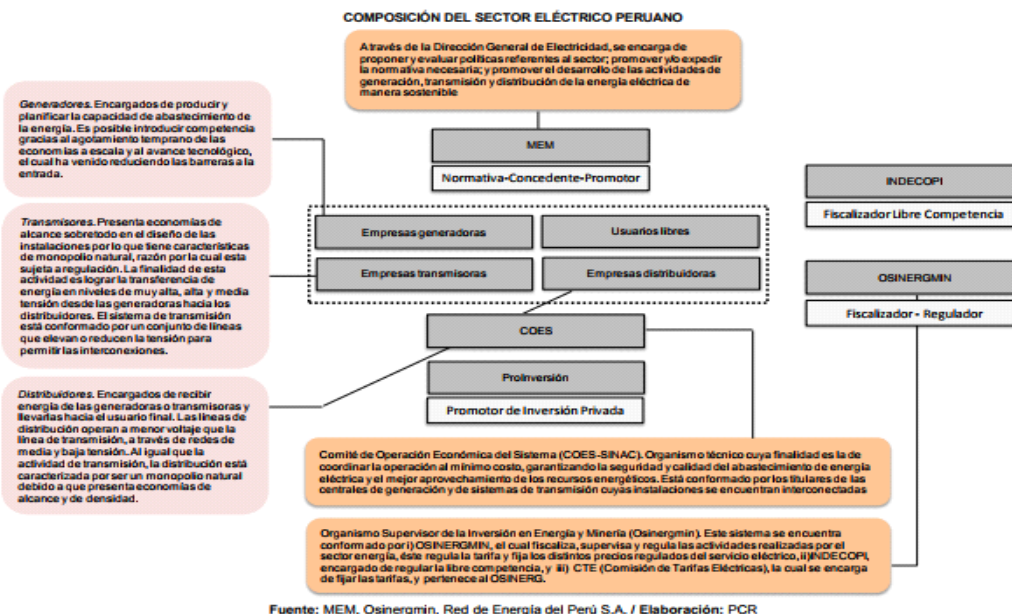 COMPOSICIÓN DEL SECTOR ELÉCTRICO PERUANO
A través de la Dirección General de Electricidad, se encarga de
proponer y evaluar políticas referentes al sector; promover y/o expedir
la normativa necesaria; y promover el desarrollo de las actividades de
generación, transmisión y distribución de la energía eléctrica de
manera sostenible
Generadores. Encargados de producir y
planificar la capacidad de abastecimiento de
la energía. Es posible introducir competencia
gracias al agotamiento temprano de las
economías a escala y al avance tecnológico,
el cual ha venido reduciendo las barreras a la
entrada.
MEM
Normativa-Concedente-Promotor
INDECOPI
Fiscalizador Libre Competencia
Transmisores. Presenta economías de
alcance sobretodo en el diseño de las
instalaciones por lo que tiene características
de monopolio natural, razón por la cual esta
sujeta a regulación. La finalidad de esta
actividad es lograr la transferencia de
energía en niveles de muy alta, alta y media
tensión desde las generadoras hacia los
distribuidores. El sistema de transmisión
está conformado por un conjunto de líneas
que elevan o reducen la tensión para
permitir las interconexiones.
Empresas generadoras
Usuarios libres
Empresas transmisoras
Empresas distribuidoras
OSINERGMIN
Fiscalizador - Regulador
COES
ProInversión
Promotor de Inversión Privada
Distribuidores. Encargados de recibir
energía de las generadoras o transmisoras y
llevarlas hacia el usuario final. Las líneas de
distribución operan a menor voltaje que la
línea de transmisión, a través de redes de
media y baja tensión. Al igual que la
actividad de transmisión, la distribución está
caracterizada por ser un monopolio natural
debido a que presenta economías de
alcance y de densidad.
Comité de Operación Económica del Sistema (COES-SINAC). Organismo técnico cuya finalidad es la de
coordinar la operación al mínimo costo, garantizando la seguridad y calidad del abastecimiento de energía
eléctrica y el mejor aprovechamiento de los recursos energéticos. Está conformado por los titulares de las
centrales de generación y de sistemas de transmisión cuyas instalaciones se encuentran interconectadas
Organismo Supervisor de la Inversión en Energía y Minería (Osinergmin). Este sistema se encuentra
conformado por i) OSINERGMIN, el cual fiscaliza, supervisa y regula las actividades realizadas por el
sector energía, éste regula la tarifa y fija los distintos precios regulados del servicio eléctrico, ii)INDECOPI,
encargado de regular la libre competencia, y iii) CTE (Comisión de Tarifas Eléctricas), la cual se encarga
de fijar las tarifas, y pertenece al OSINERG.
Fuente: MEM, Osinergmin, Red de Energía del Perú S.A. / Elaboración: PCR